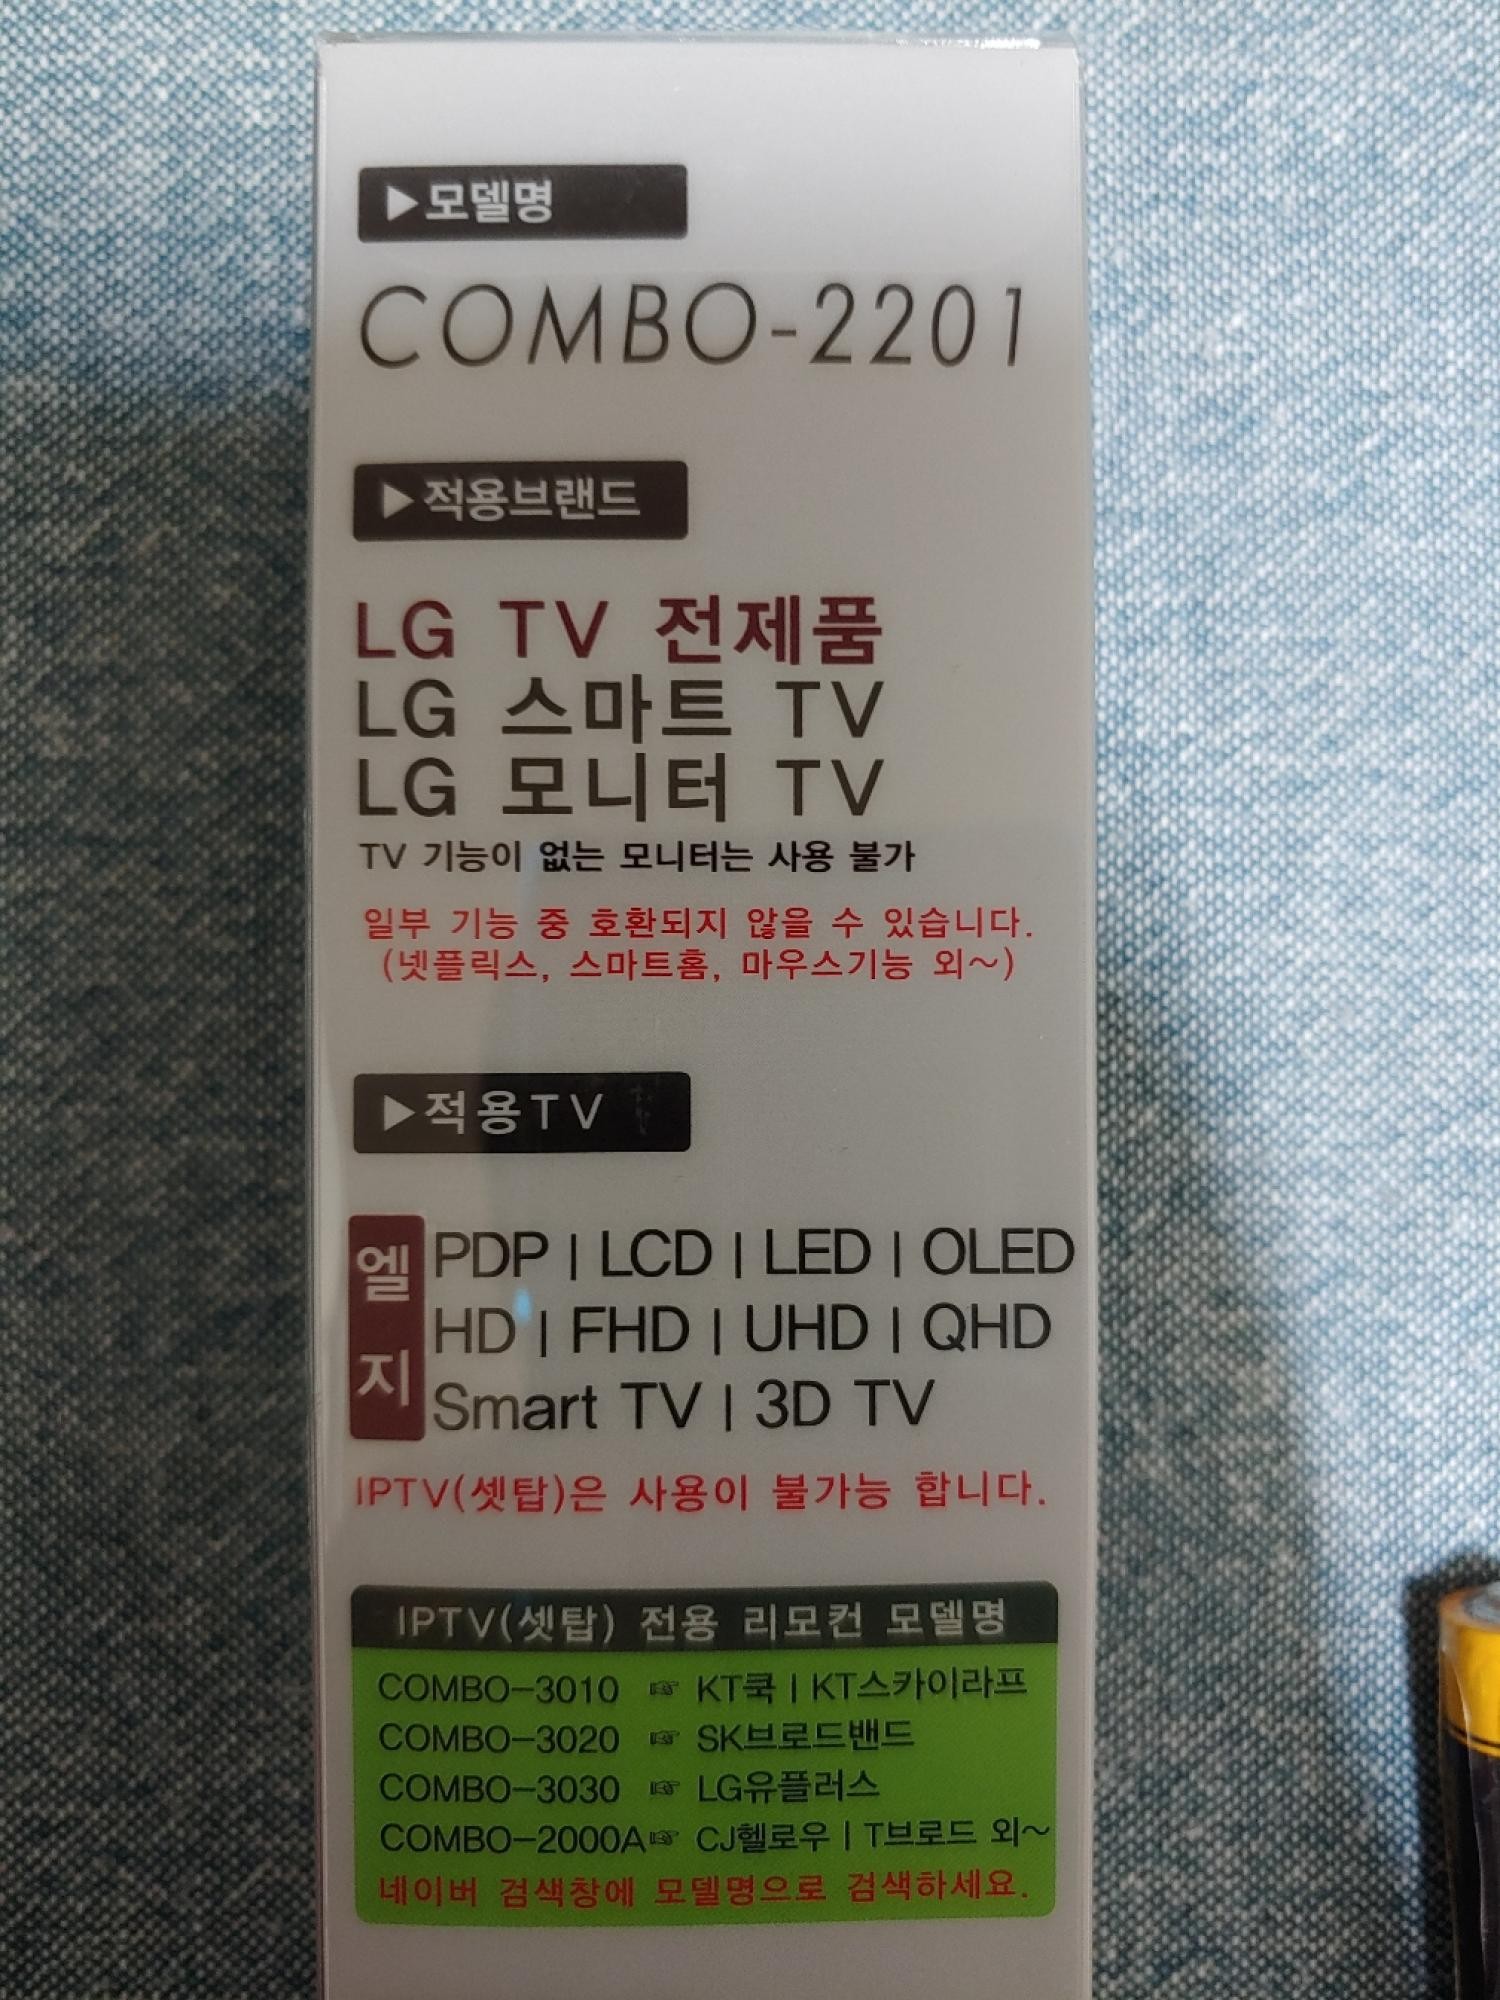 ▶모델명
COMBO-2201
▶적용브랜드
LG TV 전제품
LG 스마트 TV
LG 모니터 TV
TV 기능이 없는 모니터는 사용 불가
일부 기능 중 호환되지 않을 수 있습니다.
(넷플릭스, 스마트홈, 마우스기능 외~)
▶적용TV
엘지
PDP | LCD | LED | OLED
HD | FHD | UHD | QHD
Smart TV | 3D TV
IPTV(셋탑)은 사용이 불가능 합니다.
IPTV(셋탑) 전용 리모컨 모델명
COMBO-3010 ☞ KT쿡 | KT스카이라프
COMBO-3020 ☞ SK브로드밴드
COMBO-3030 ☞ LG유플러스
COMBO-2000A☞ CJ헬로우 | T브로드 외~
네이버 검색창에 모델명으로 검색하세요.